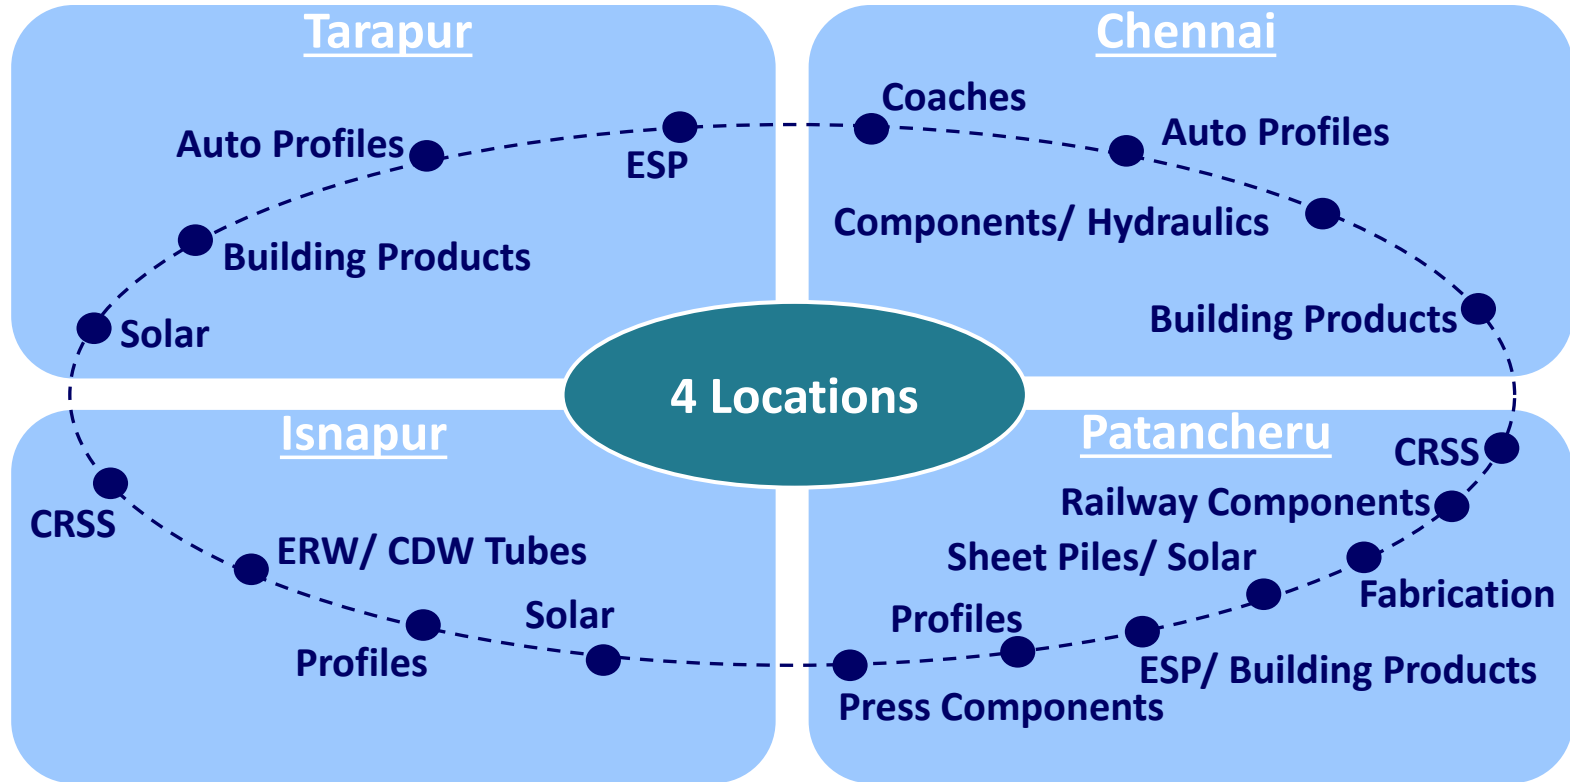 Tarapur
Auto Profiles
ESP
Building Products
Solar
Chennai
Coaches
Auto Profiles
Components/ Hydraulics
Building Products
4 Locations
Isnapur
CRSS
ERW/ CDW Tubes
Solar
Profiles
Patancheru
CRSS
Railway Components
Sheet Piles/ Solar
Fabrication
Profiles
ESP/ Building Products
Press Components